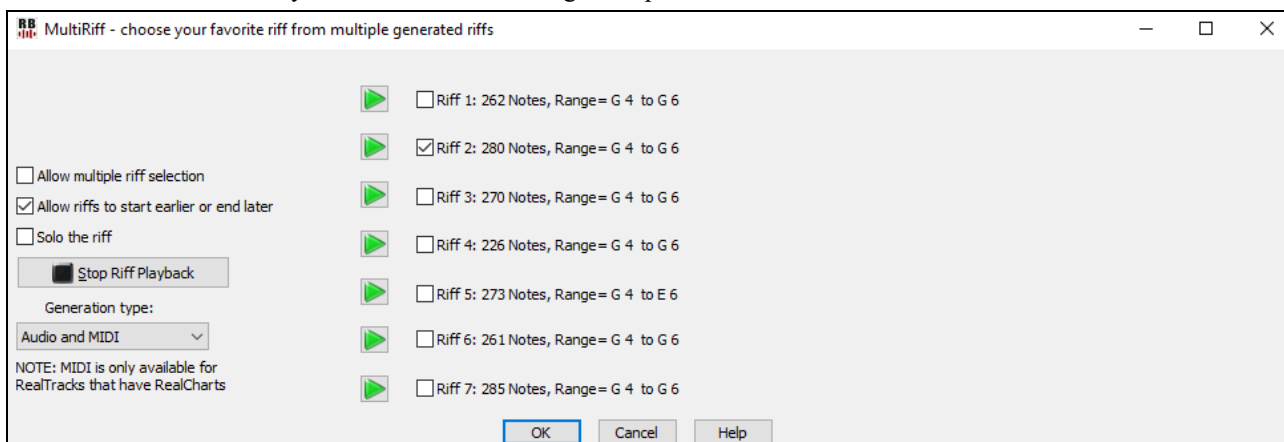 RB MultiRiff - choose your favorite riff from multiple generated riffs
Riff 1: 262 Notes, Range= G 4 to G 6
Riff 2: 280 Notes, Range= G 4 to G 6
Allow multiple riff selection
Riff 3: 270 Notes, Range= G 4 to G 6
Allow riffs to start earlier or end later
Solo the riff
Riff 4: 226 Notes, Range= G 4 to G 6
Stop Riff Playback
Riff 5: 273 Notes, Range= G 4 to E 6
Generation type:
Audio and MIDI
Riff 6: 261 Notes, Range= G 4 to G 6
NOTE: MIDI is only available for
RealTracks that have RealCharts
Riff 7: 285 Notes, Range= G 4 to G 6
OK Cancel Help